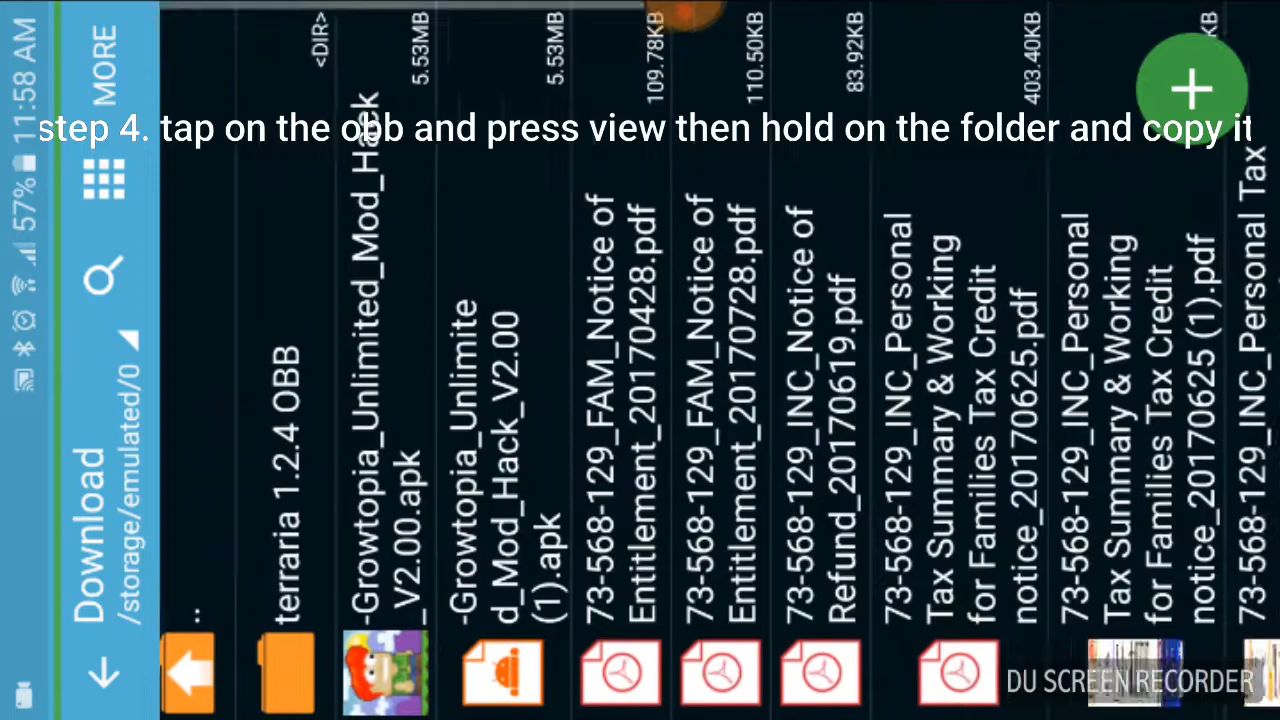 step 4. tap on the obb and press view then hold on the folder and copy it
57% 11:58 AM
Download
/storage/emulated/0
MORE
..
terraria 1.2.4 OBB
<DIR>
-Growtopia_Unlimited_Mod_Hack
_V2.00.apk
5.53MB
-Growtopia_Unlimite
d_Mod_Hack_V2.00
(1).apk
5.53MB
73-568-129_FAM_Notice of
Entitlement_20170428.pdf
109.78KB
73-568-129_FAM_Notice of
Entitlement_20170728.pdf
110.50KB
73-568-129_INC_Notice of
Refund_20170619.pdf
83.92KB
73-568-129_INC_Personal
Tax Summary & Working
for Families Tax Credit
notice_20170625.pdf
403.40KB
73-568-129_INC_Personal
Tax Summary & Working
for Families Tax Credit
notice_20170625 (1).pdf
KB
73-568-129_INC_Personal Tax
DU SCREEN RECORDER